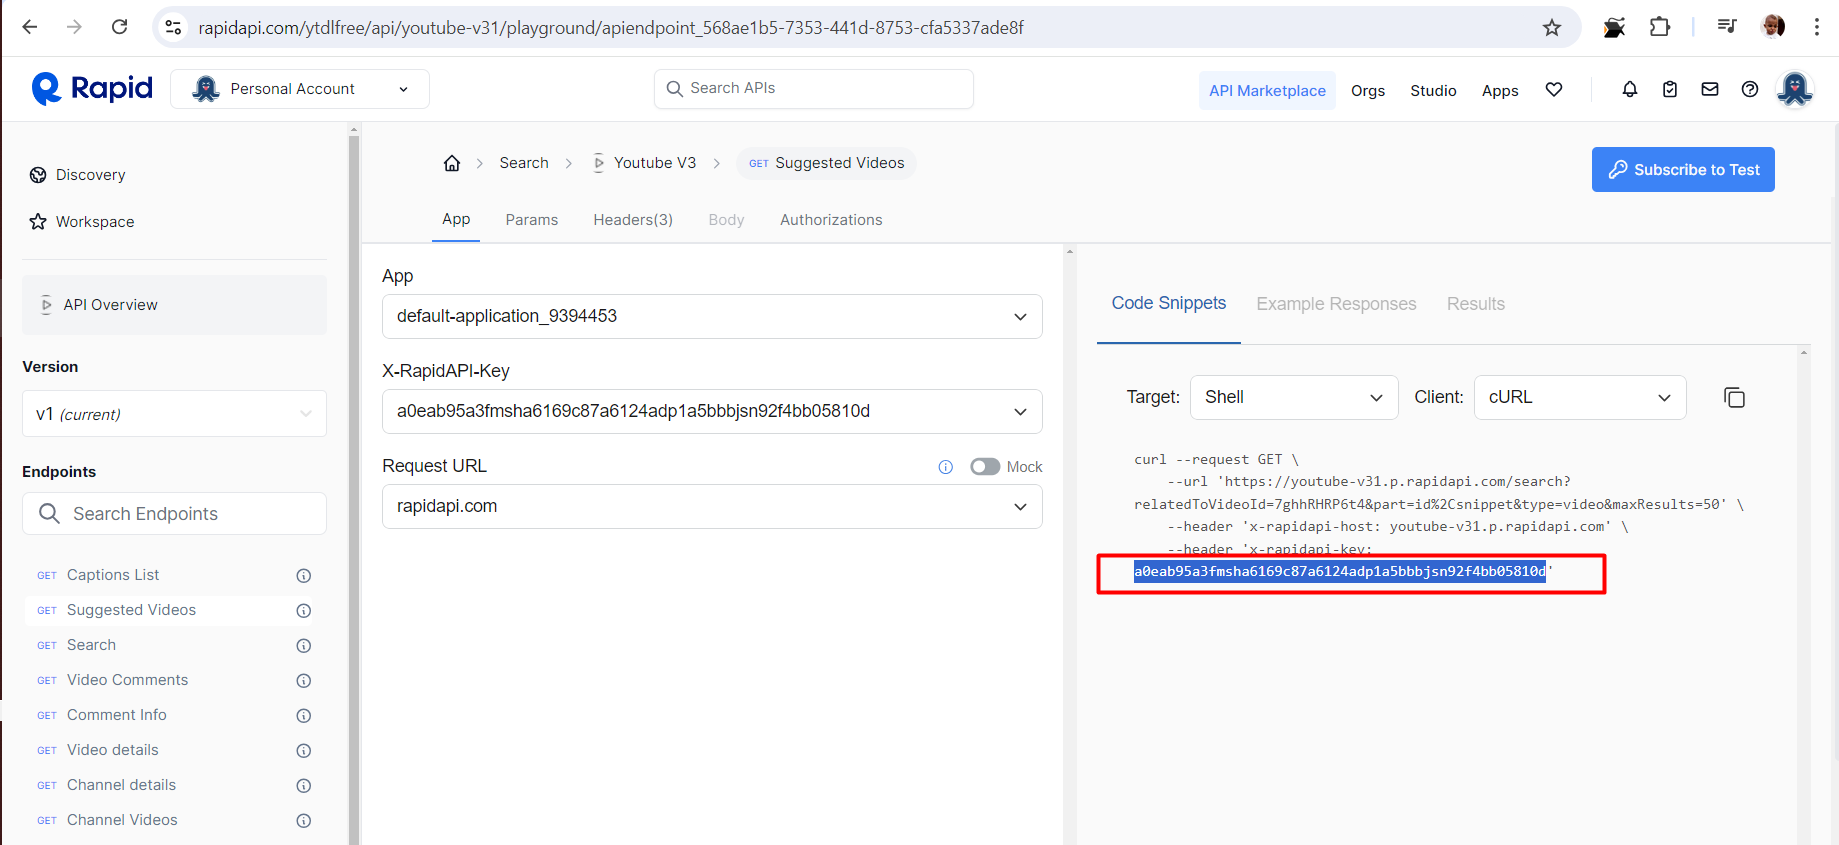 rapidapi.com/ytdlfree/api/youtube-v31/playground/apiendpoint_568ae1b5-7353-441d-8753-cfa5337ade8f
Rapid
Personal Account
Search APIs
API Marketplace
Orgs
Studio
Apps
Discovery
Workspace
API Overview
Version
v1 (current)
Endpoints
Search Endpoints
GET Captions List
GET Suggested Videos
GET Search
GET Video Comments
GET Comment Info
GET Video details
GET Channel details
GET Channel Videos
Search
Youtube V3
GET Suggested Videos
Subscribe to Test
App
Params
Headers(3)
Body
Authorizations
App
default-application_9394453
X-RapidAPI-Key
a0eab95a3fmsha6169c87a6124adp1a5bbbjsn92f4bb05810d
Request URL
Mock
rapidapi.com
Code Snippets
Example Responses
Results
Target:
Shell
Client:
cURL
curl --request GET \
--url 'https://youtube-v31.p.rapidapi.com/search?
relatedToVideoId=7ghhRHRP6t4&part=id%2Csnippet&type=video&maxResults=50' \
--header 'x-rapidapi-host: youtube-v31.p.rapidapi.com' \
--header 'x-rapidapi-key:
a0eab95a3fmsha6169c87a6124adp1a5bbbjsn92f4bb05810d'